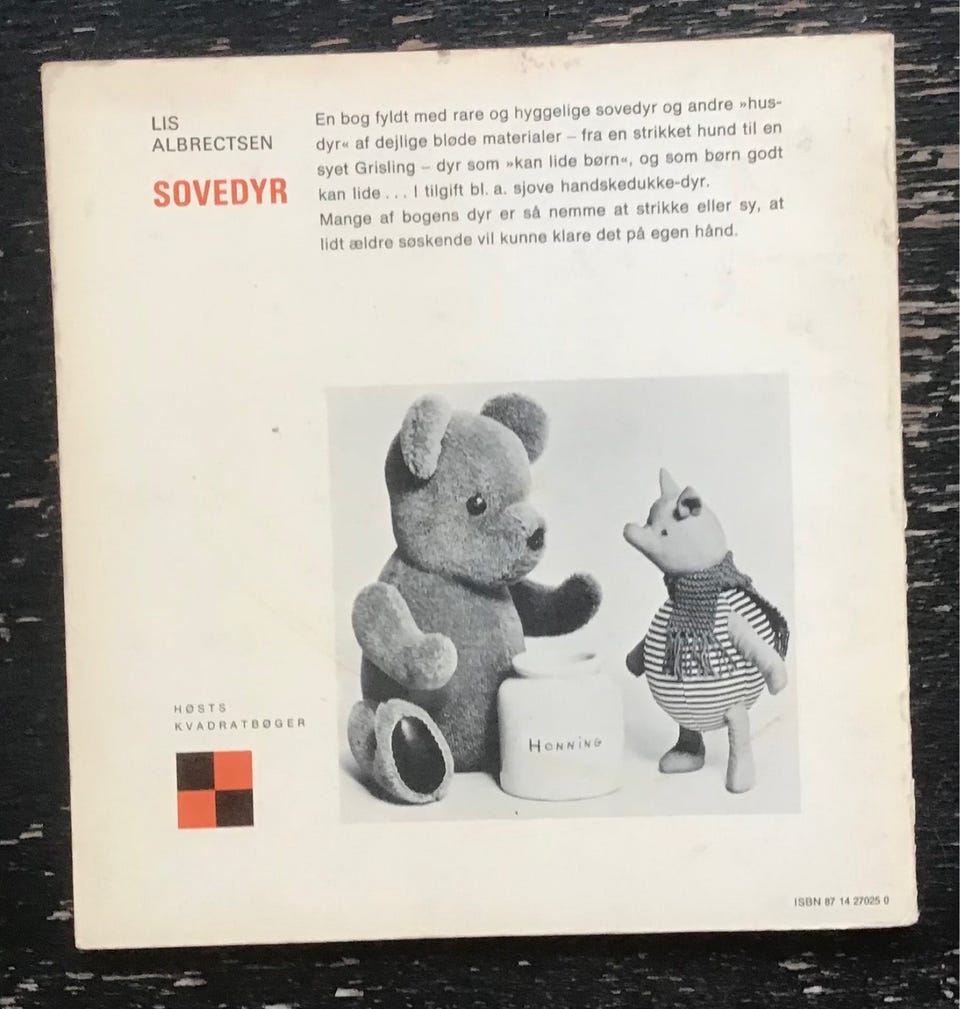 LIS
ALBRECTSEN
SOVEDYR
En bog fyldt med rare og hyggelige sovedyr og andre »hus-
dyr« af dejlige bløde materialer – fra en strikket hund til en
syet Grisling – dyr som »kan lide børn«, og som børn godt
kan lide . . . I tilgift bl. a. sjove handskedukke-dyr.
Mange af bogens dyr er så nemme at strikke eller sy, at
lidt ældre søskende vil kunne klare det på egen hånd.
HØSTS
KVADRATBØGER
HONNING
ISBN 87 14 27025 0